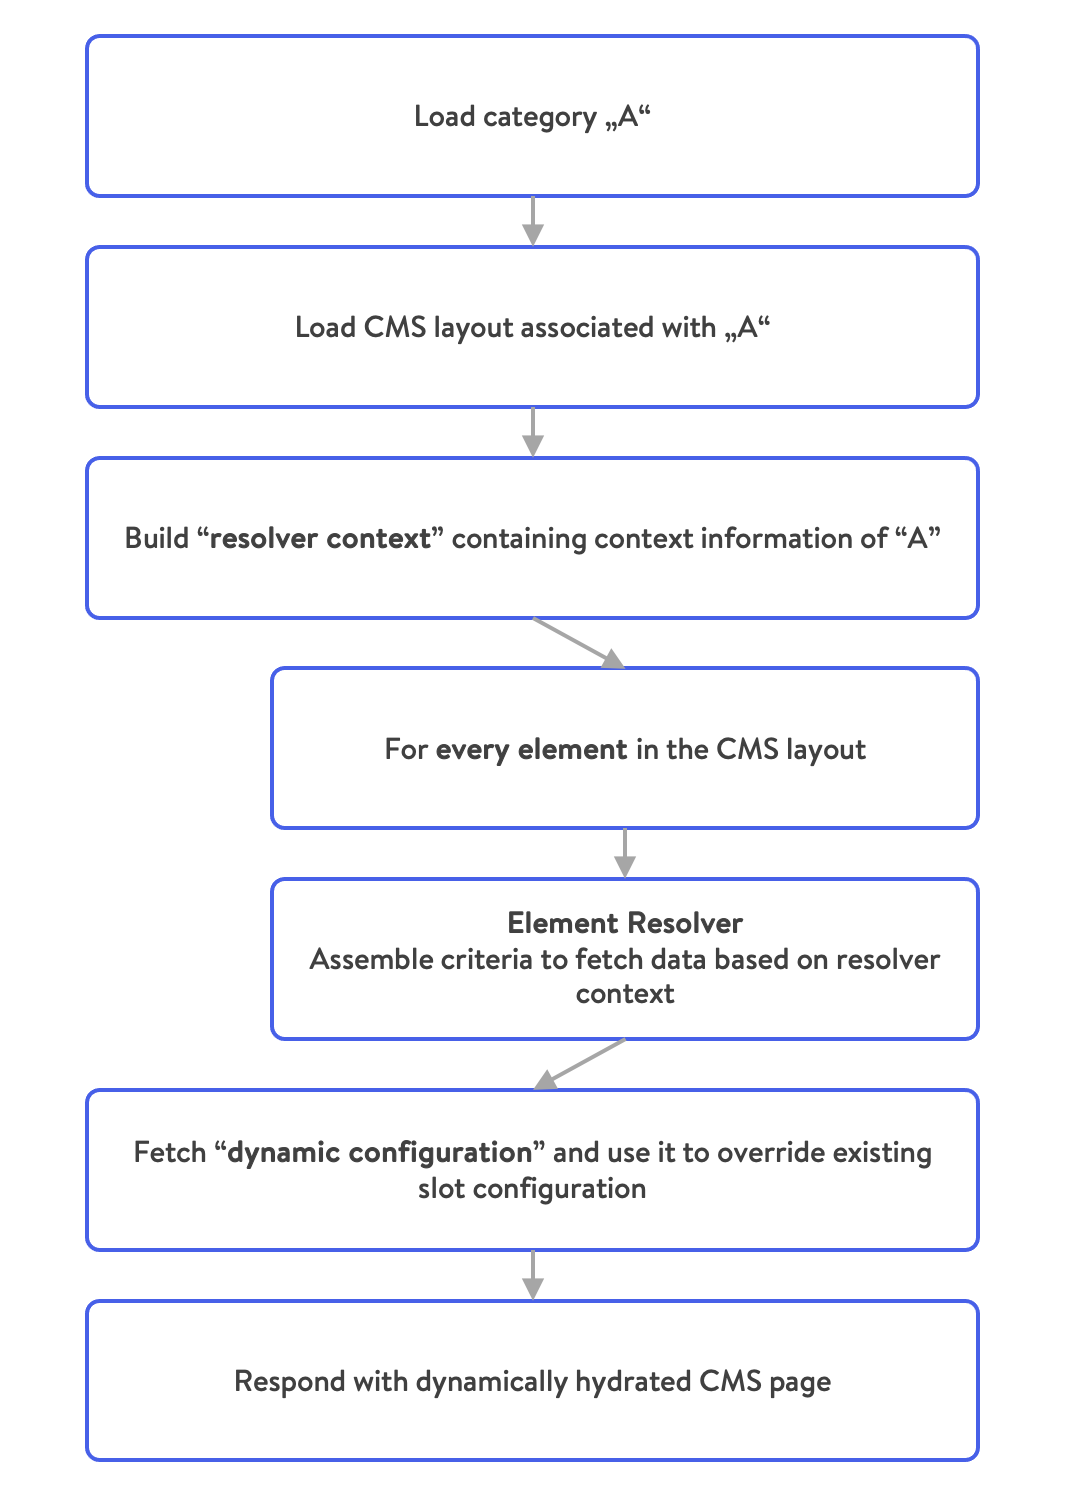 Load category „A“
Load CMS layout associated with „A“
Build “resolver context” containing context information of “A”
For every element in the CMS layout
Element Resolver
Assemble criteria to fetch data based on resolver
context
Fetch “dynamic configuration” and use it to override existing
slot configuration
Respond with dynamically hydrated CMS page